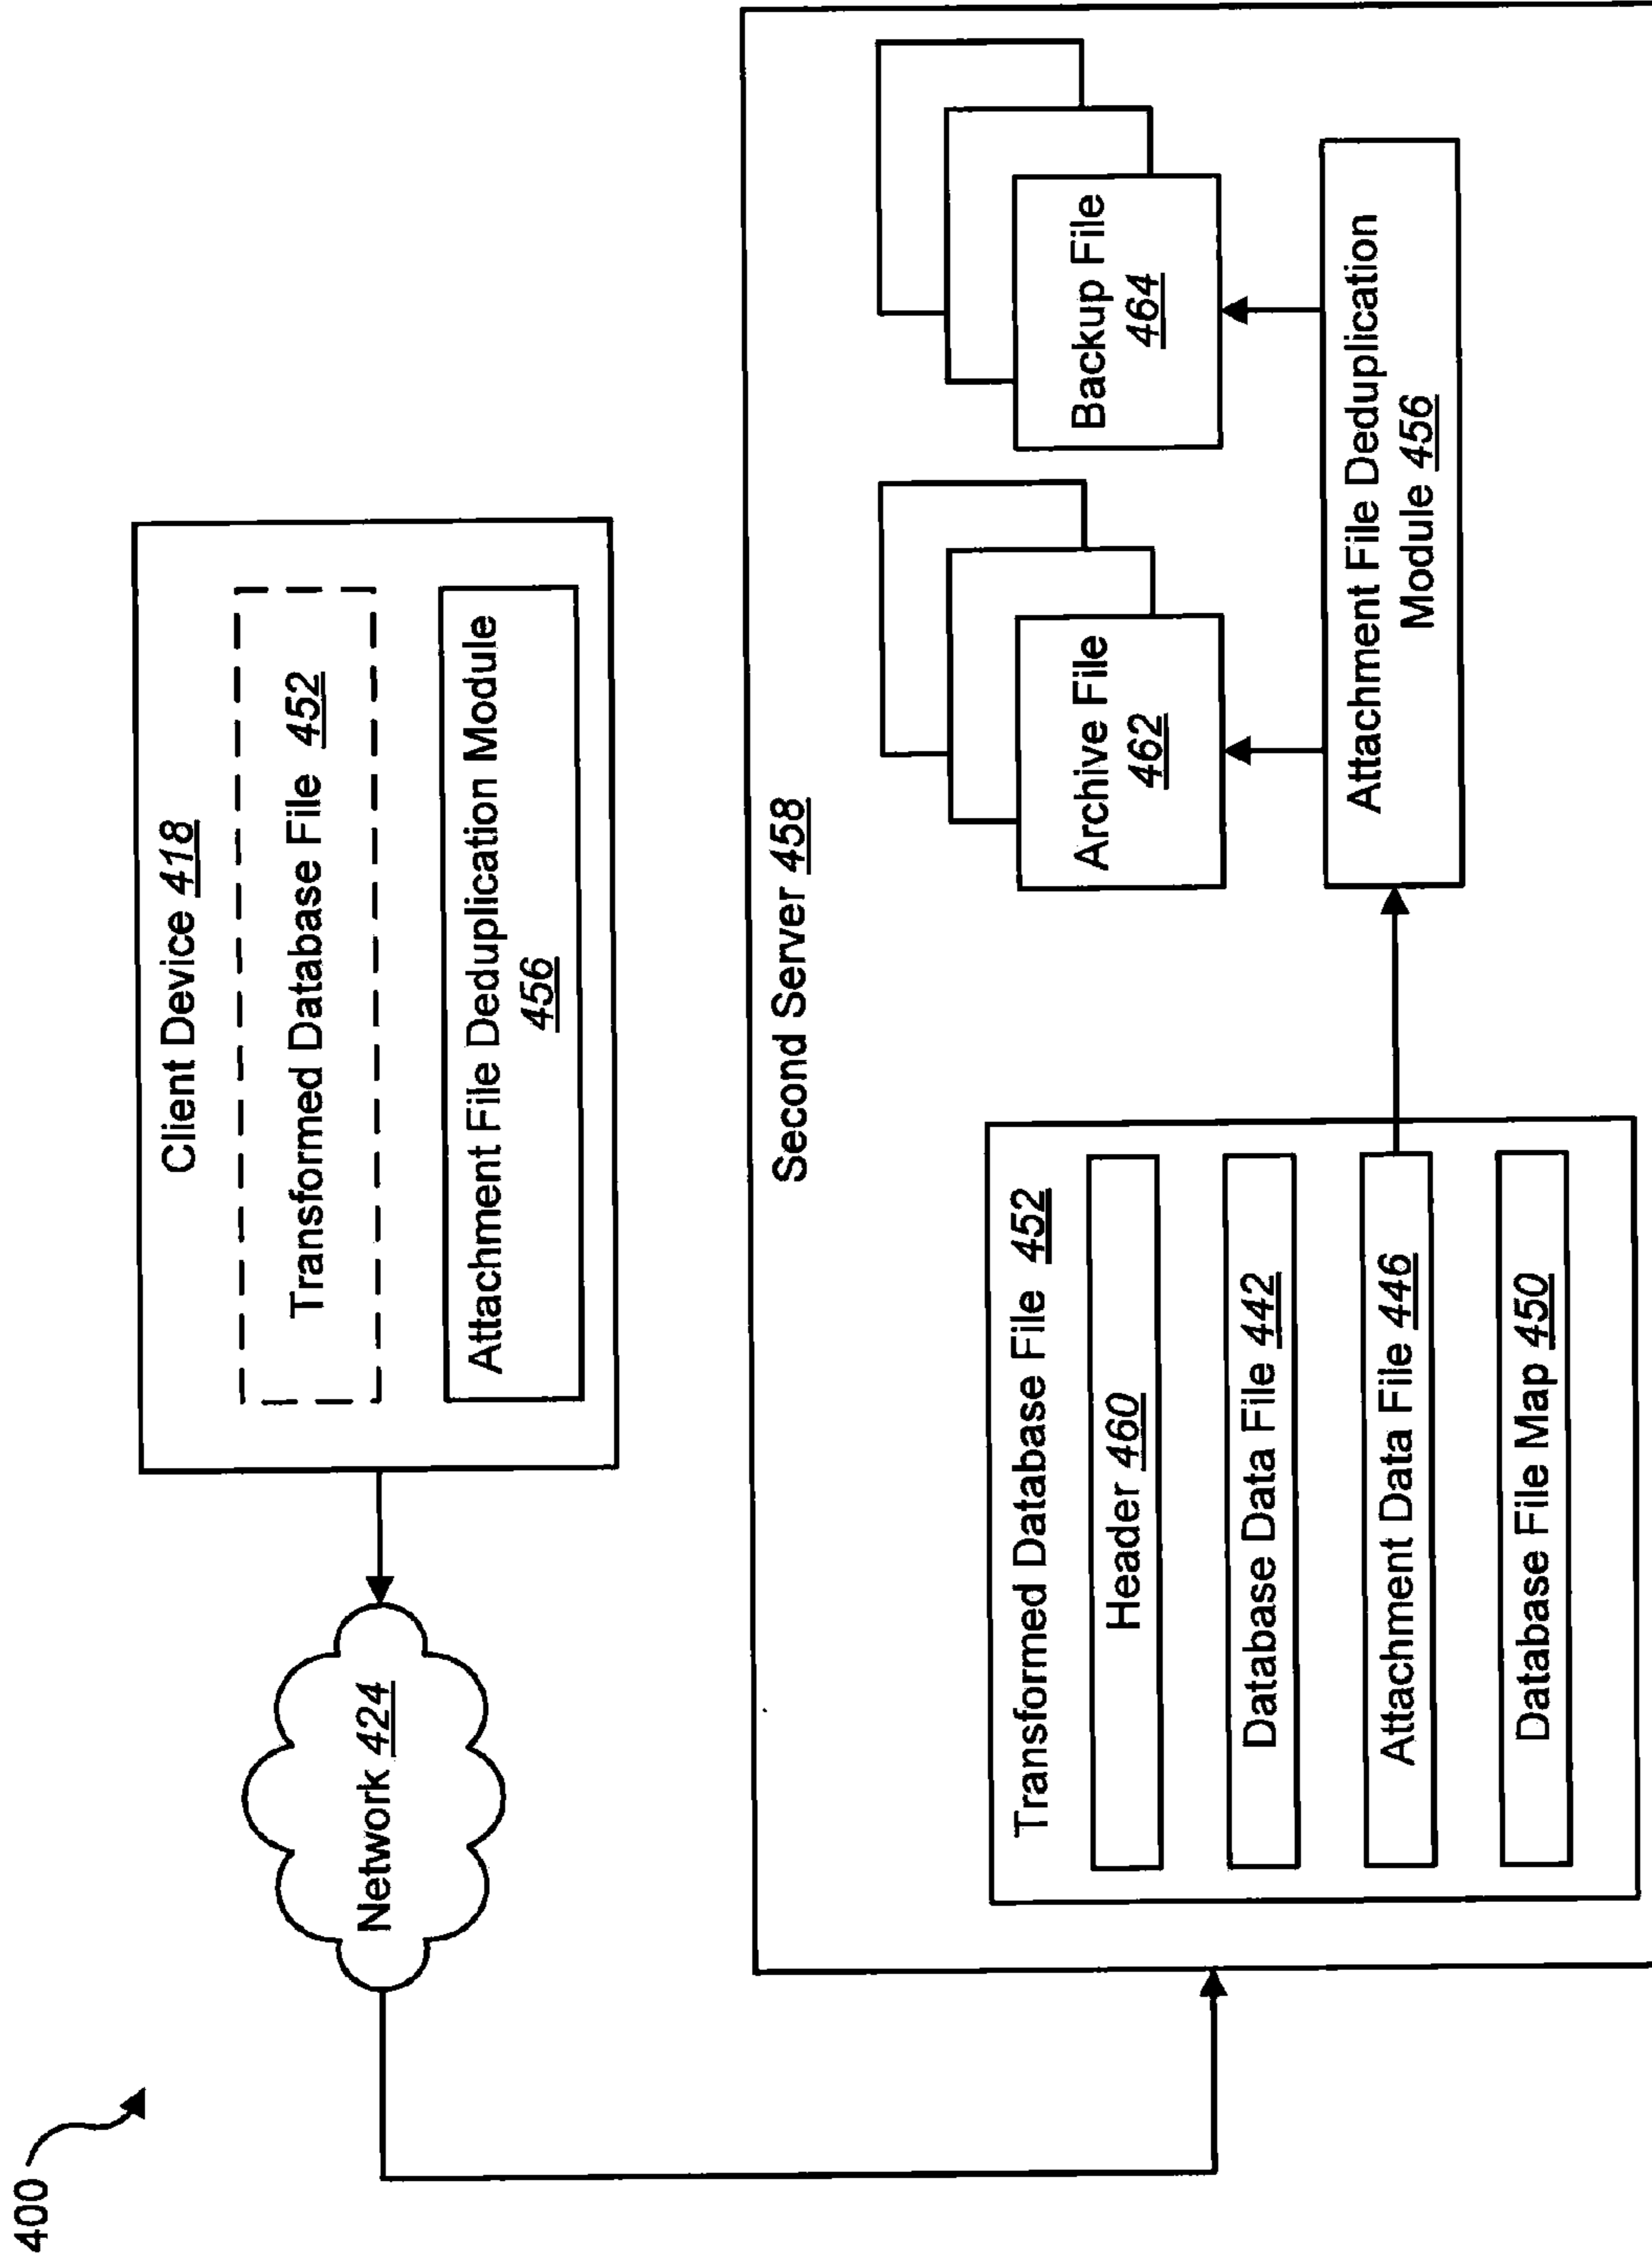 400
Client Device 418
Transformed Database File 452
Attachment File Deduplication Module
456
Network 424
Second Server 458
Transformed Database File 452
Header 460
Database Data File 442
Attachment Data File 446
Database File Map 450
Archive File
462
Backup File
464
Attachment File Deduplication
Module 456